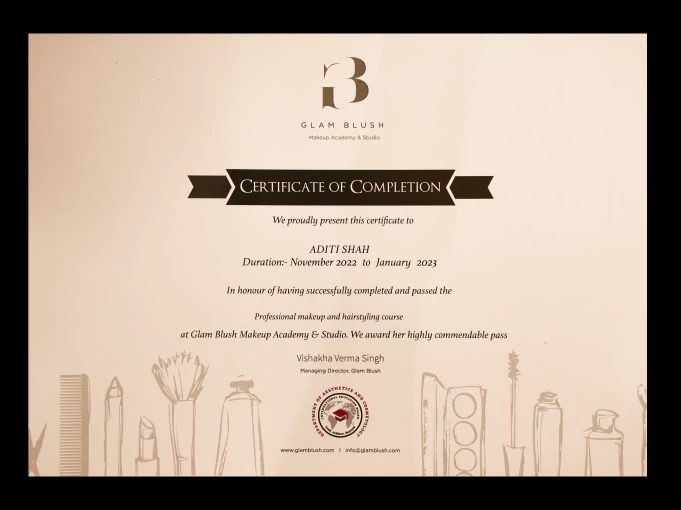 B
GLAM BLUSH
Makeup Academy & Studio
CERTIFICATE OF COMPLETION
We proudly present this certificate to
ADITI SHAH
Duration:- November 2022 to January 2023
In honour of having successfully completed and passed the
Professional makeup and hairstyling course
at Glam Blush Makeup Academy & Studio. We award her highly commendable pass
Vishakha Verma Singh
Managing Director, Glam Blush
DEPARTMENT OF AESTHETICS AND COSMETOLOGY
www.glamblush.com | info@glamblush.com